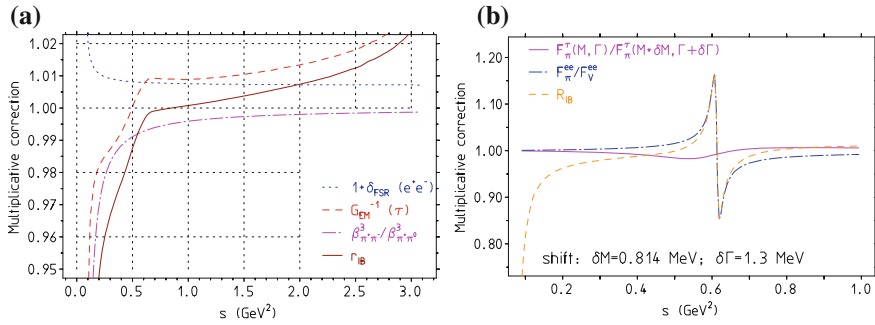 (a)
Multiplicative correction
1.02
1.01
1.00
0.99
0.98
0.97
0.96
0.95
1+δFSR (e+e−)
GEM−1 (τ)
β3π+π−/β3π+π0
rIB
0.0 0.5 1.0 1.5 2.0 2.5 3.0
s (GeV2)
(b)
Fπτ(M,Γ)/Fπτ(M+δM,Γ+δΓ)
Fπee/FVee
RIB
Multiplicative correction
1.20
1.10
1.00
0.90
0.80
shift: δM=0.814 MeV; δΓ=1.3 MeV
0.2 0.4 0.6 0.8 1.0
s (GeV2)